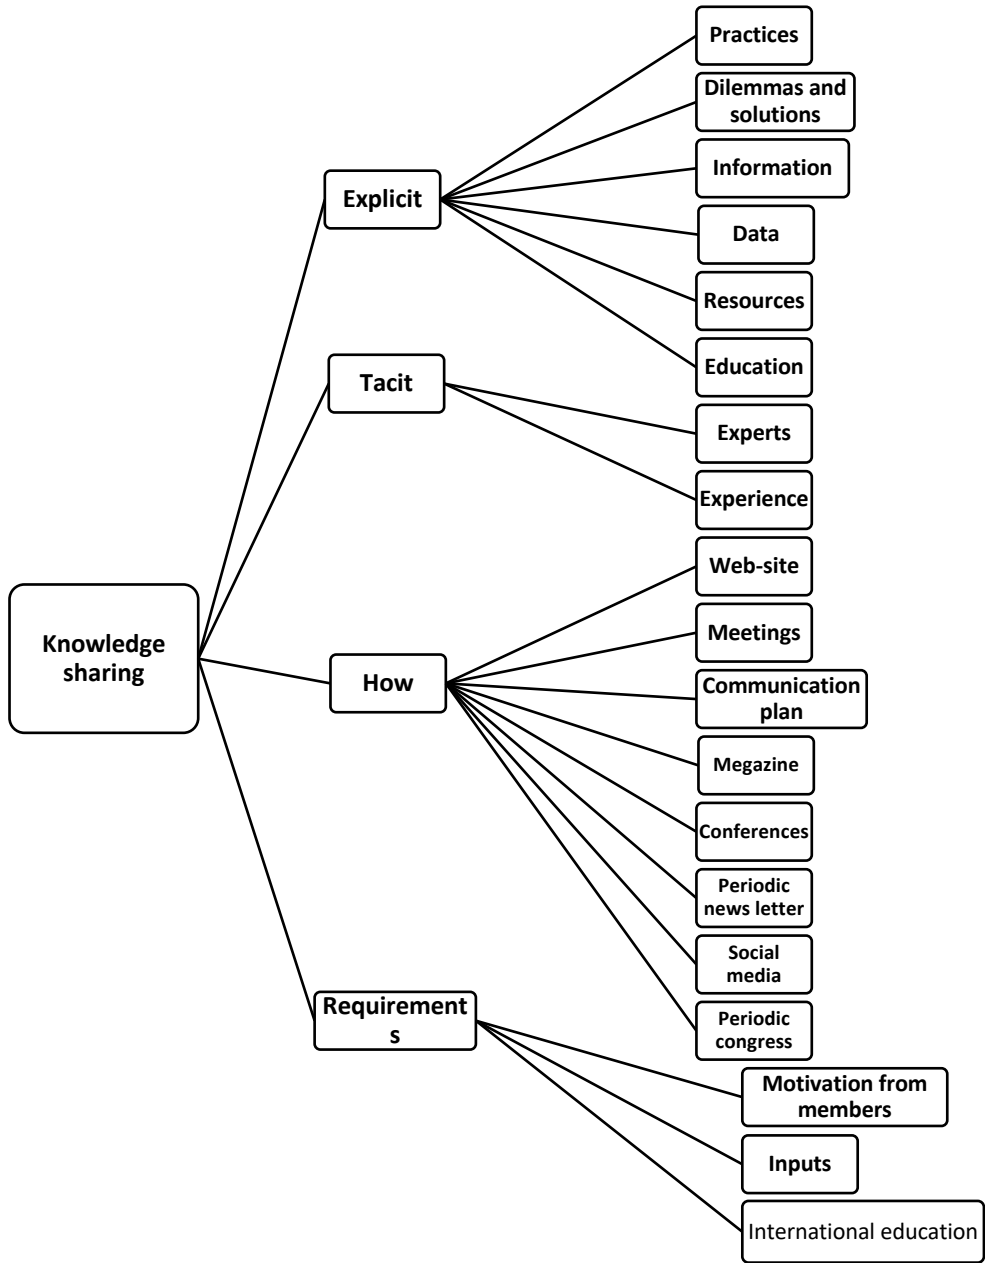 Practices
Dilemmas and
solutions
Information
Explicit
Data
Resources
Education
Tacit
Experts
Experience
Web-site
Knowledge
sharing
Meetings
How
Communication
plan
Megazine
Conferences
Periodic
news letter
Social
media
Requirement
s
Periodic
congress
Motivation from
members
Inputs
International education